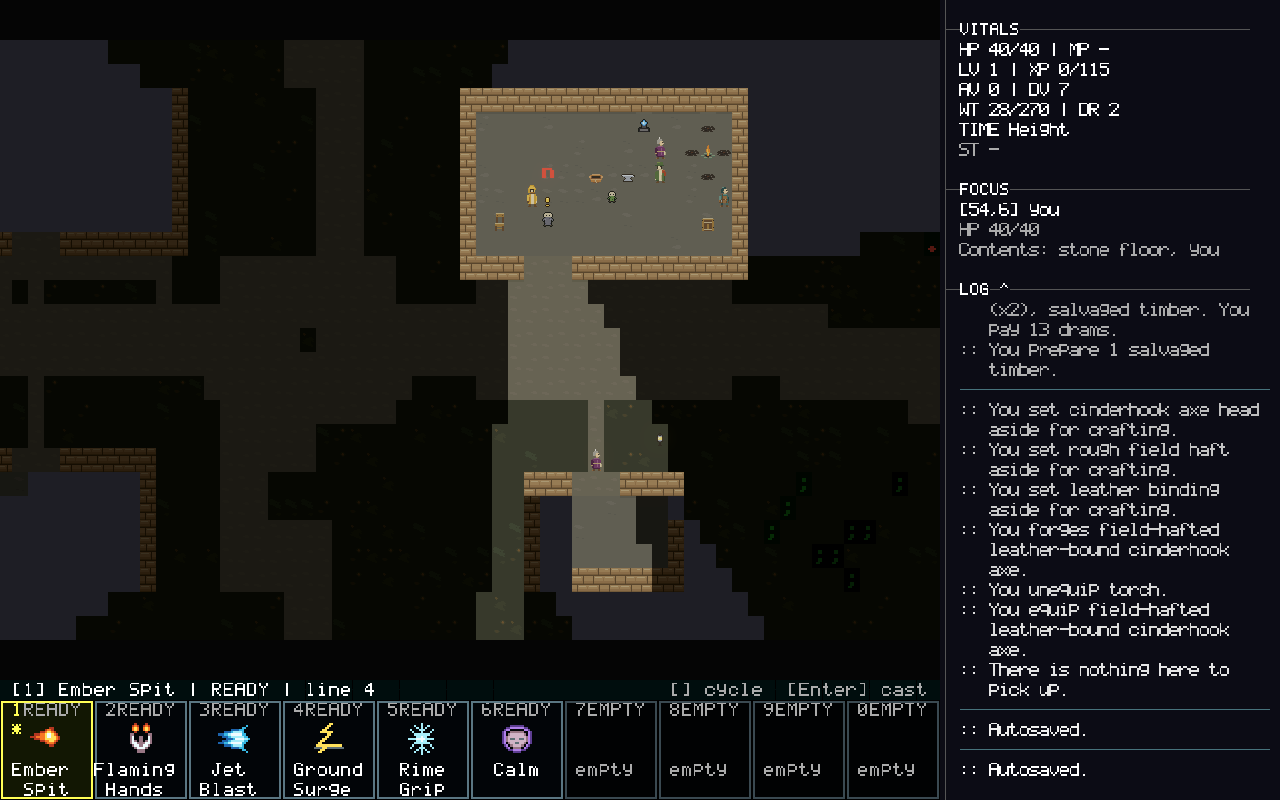 VITALS
HP 40/40 | MP -
LV 1 | XP 0/115
AV 0 | DV 7
WT 28/270 | DR 2
TIME Height
ST -
FOCUS
[54,6] You
HP 40/40
Contents: stone floor, You
LOG ^
(x2), salvaged timber. You
pay 13 drams.
:: You prepare 1 salvaged
timber.
:: You set cinderhook axe head
aside for crafting.
:: You set rough field haft
aside for crafting.
:: You set leather binding
aside for crafting.
:: You forges field-hafted
leather-bound cinderhook
axe.
:: You unequip torch.
:: You equip field-hafted
leather-bound cinderhook
axe.
:: There is nothing here to
pick up.
:: Autosaved.
:: Autosaved.
[1] Ember Spit | READY | line 4
[] cycle [Enter] cast
1READY 2READY 3READY 4READY 5READY 6READY 7EMPTY 8EMPTY 9EMPTY 0EMPTY
Ember Flaming Jet Ground Rime Calm empty empty empty empty
Spit Hands Blast Surge Grip